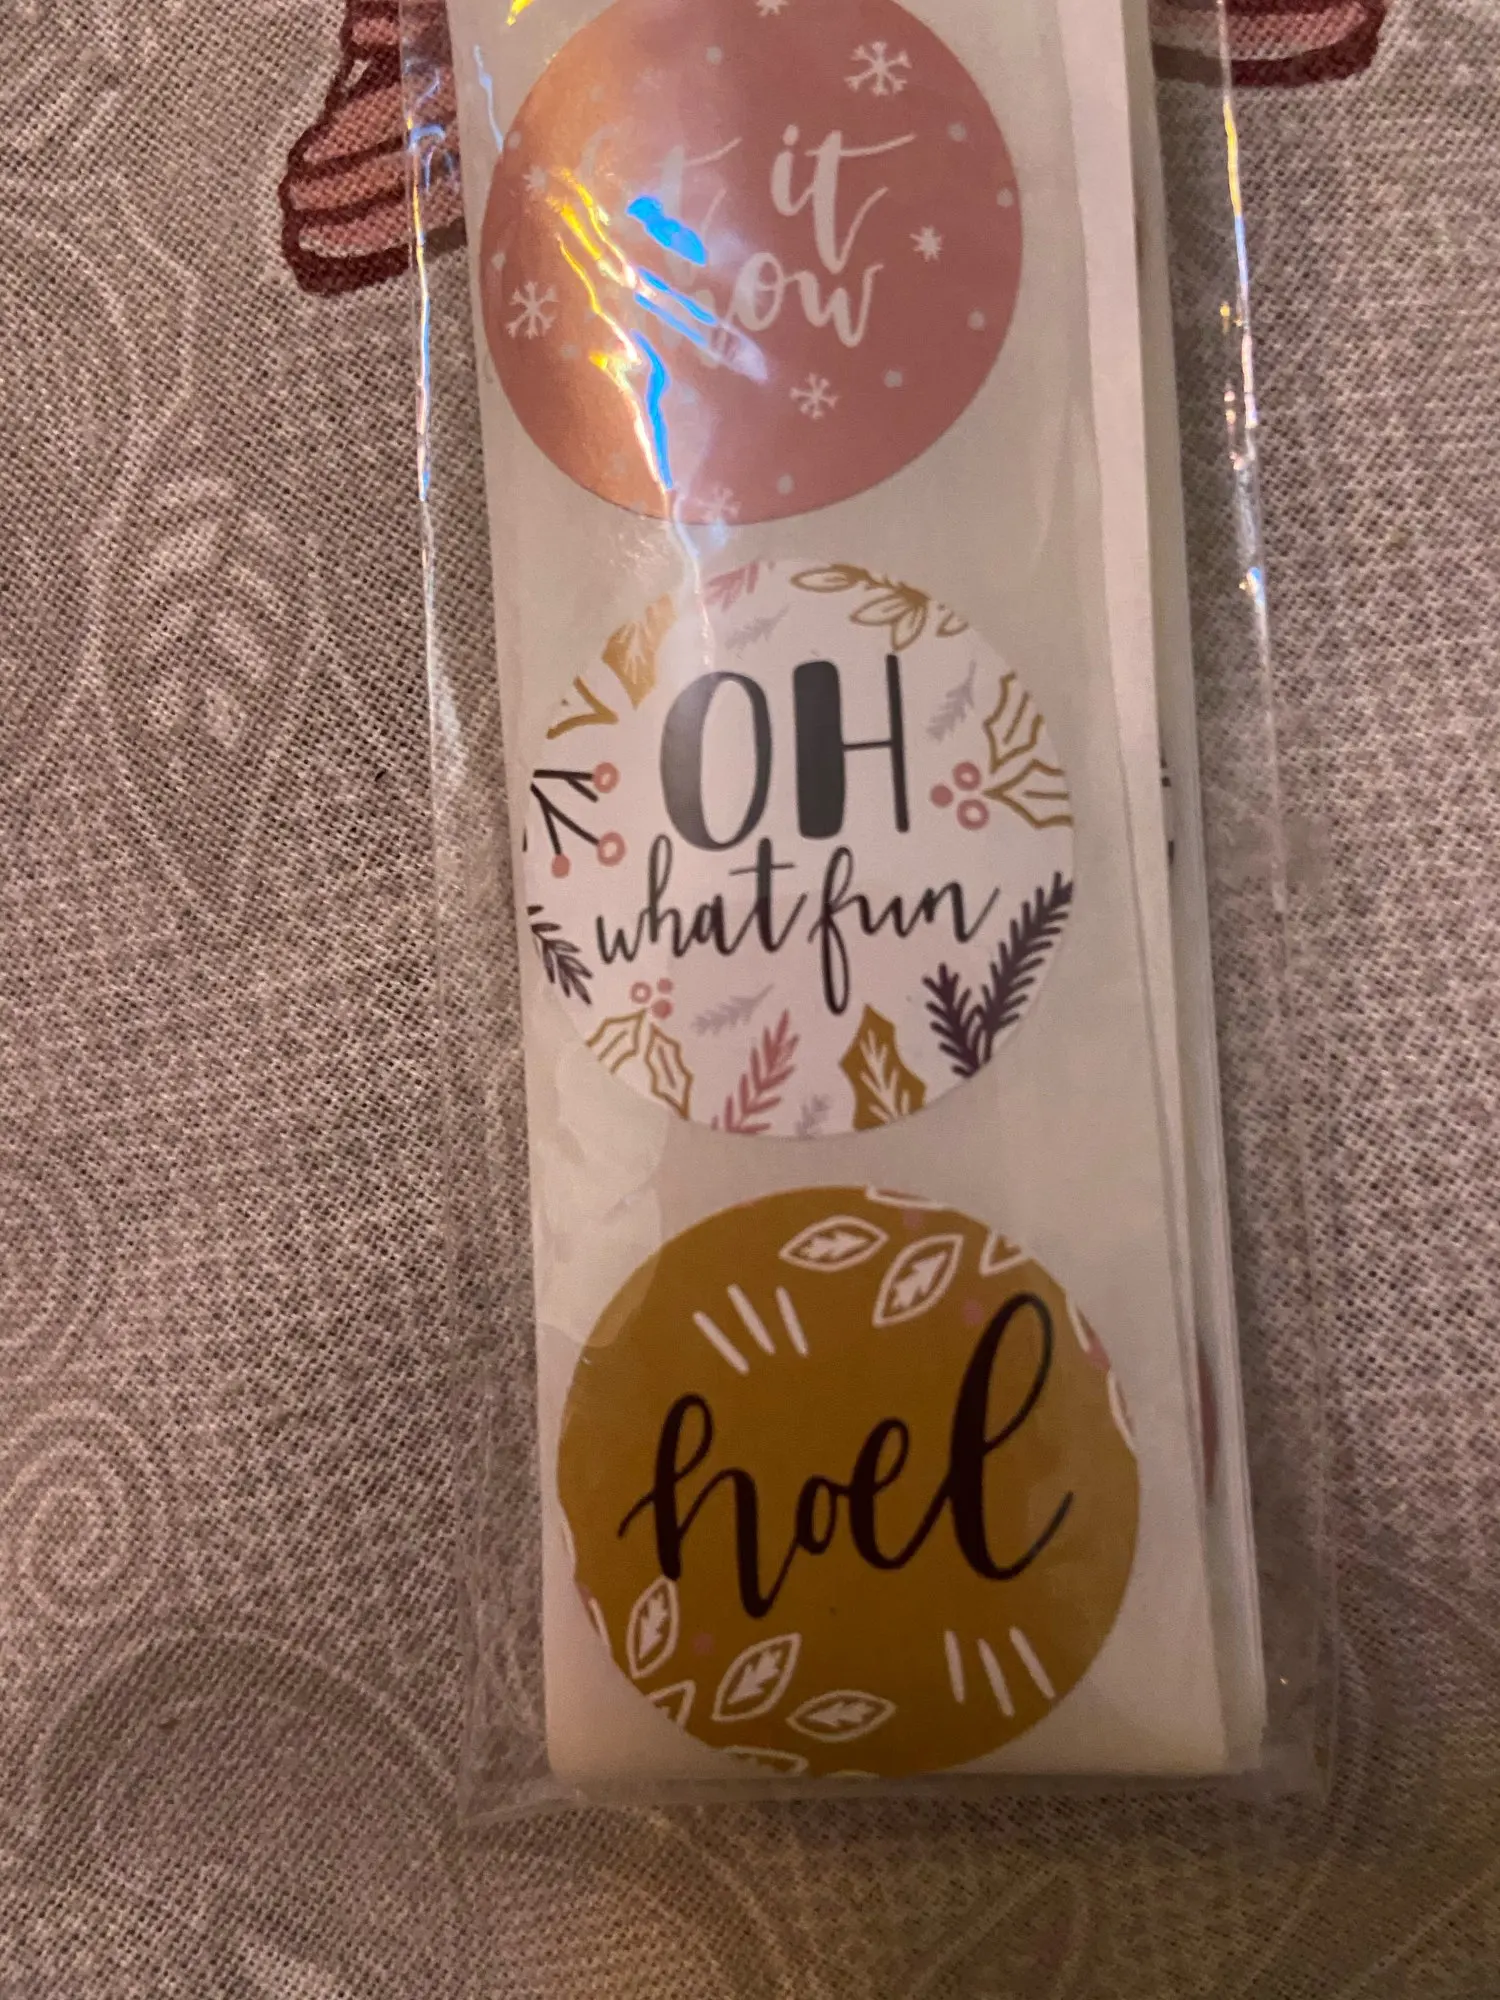 it
OH
what fun
noel